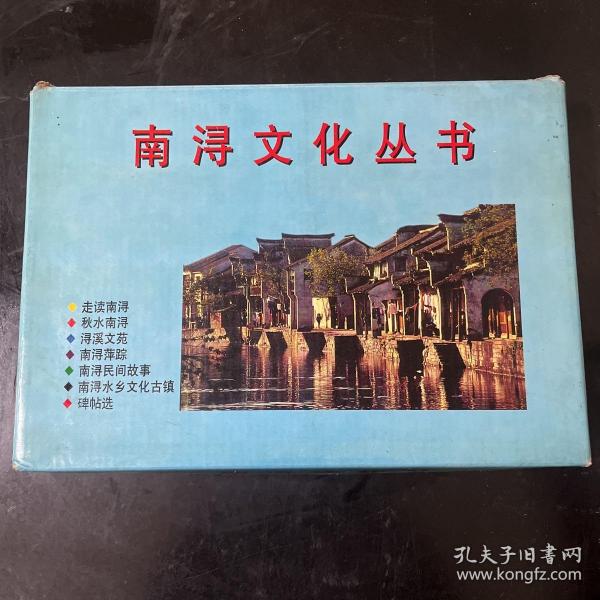 南浔文化丛书
走读南浔
秋水南浔
浔溪文苑
南浔萍踪
南浔民间故事
南浔水乡文化古镇
碑帖选
孔夫子旧書网
www.kongfz.com